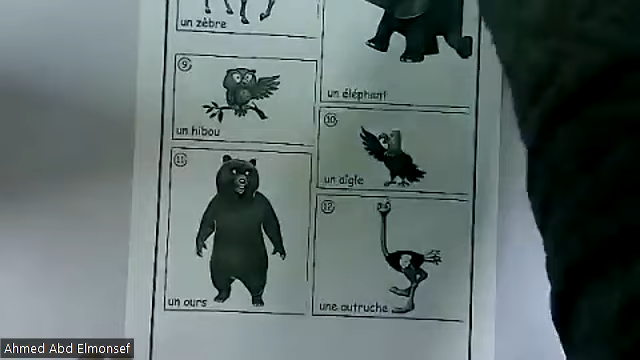 un zèbre
un éléphant
9
un hibou
10
un aigle
11
un ours
12
une autruche
Ahmed Abd Elmonsef